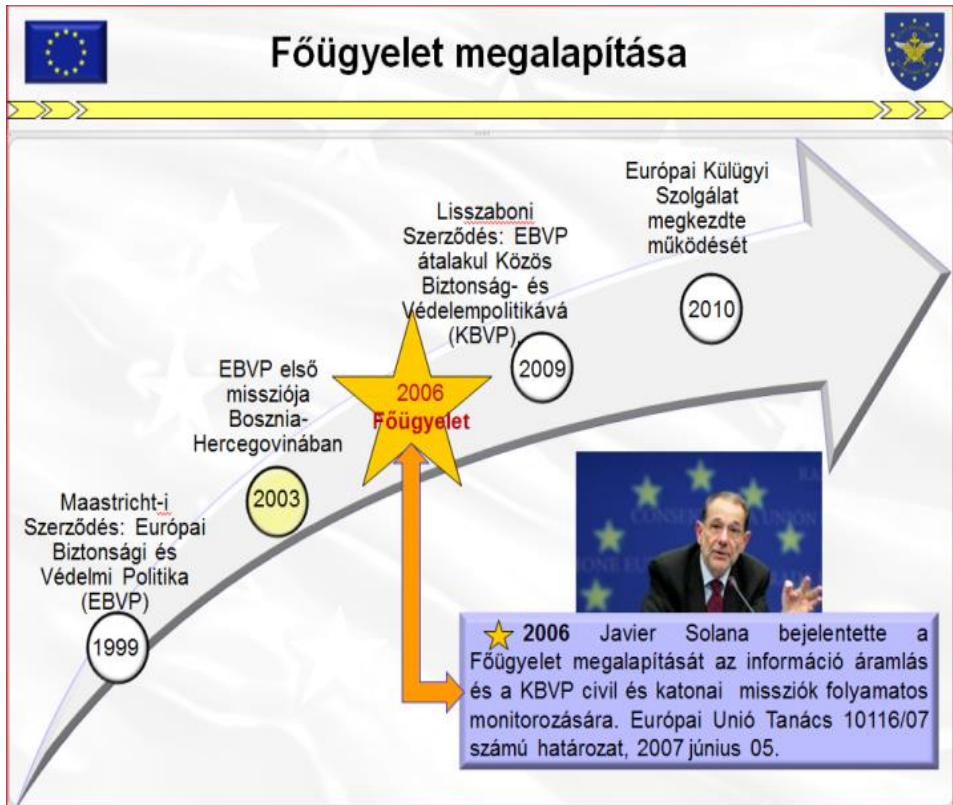 Főügyelet megalapítása
Európai Külügyi
Szolgálat
megkezdte
működését
2010
Lisszaboni
Szerződés: EBVP
átalakul Közös
Biztonság- és
Védelempolitikává
(KBVP).
2009
EBVP első
missziója
Bosznia-
Hercegovinában
2003
2006
Főügyelet
Maastricht-i
Szerződés: Európai
Biztonsági és
Védelmi Politika
(EBVP)
1999
2006 Javier Solana bejelentette a
Főügyelet megalapítását az információ áramlás
és a KBVP civil és katonai missziók folyamatos
monitorozására. Európai Unió Tanács 10116/07
számú határozat, 2007 június 05.